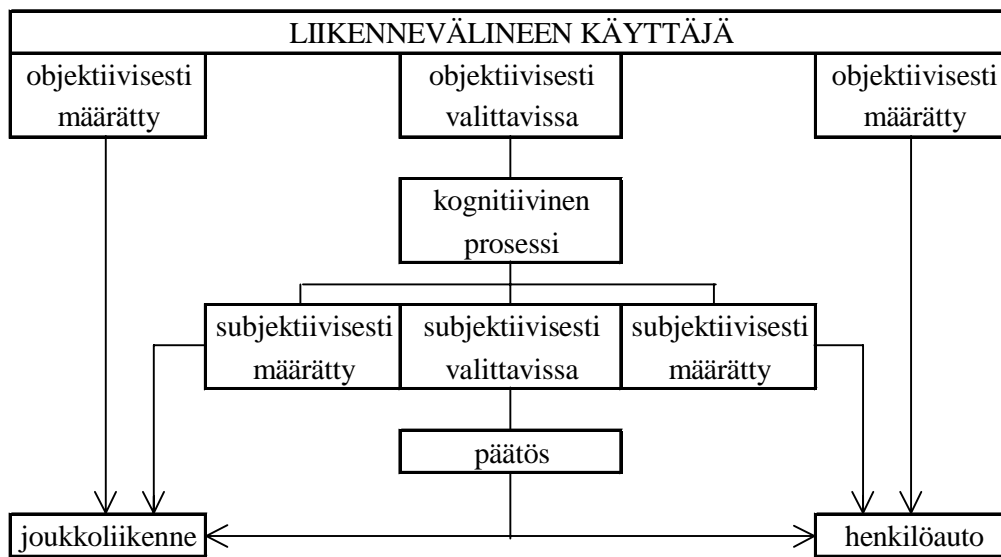 LIIKENNEVÄLINEEN KÄYTTÄJÄ
objektiivisesti
määrätty
objektiivisesti
valittavissa
objektiivisesti
määrätty
kognitiivinen
prosessi
subjektiivisesti
määrätty
subjektiivisesti
valittavissa
subjektiivisesti
määrätty
päätös
joukkoliikenne
henkilöauto